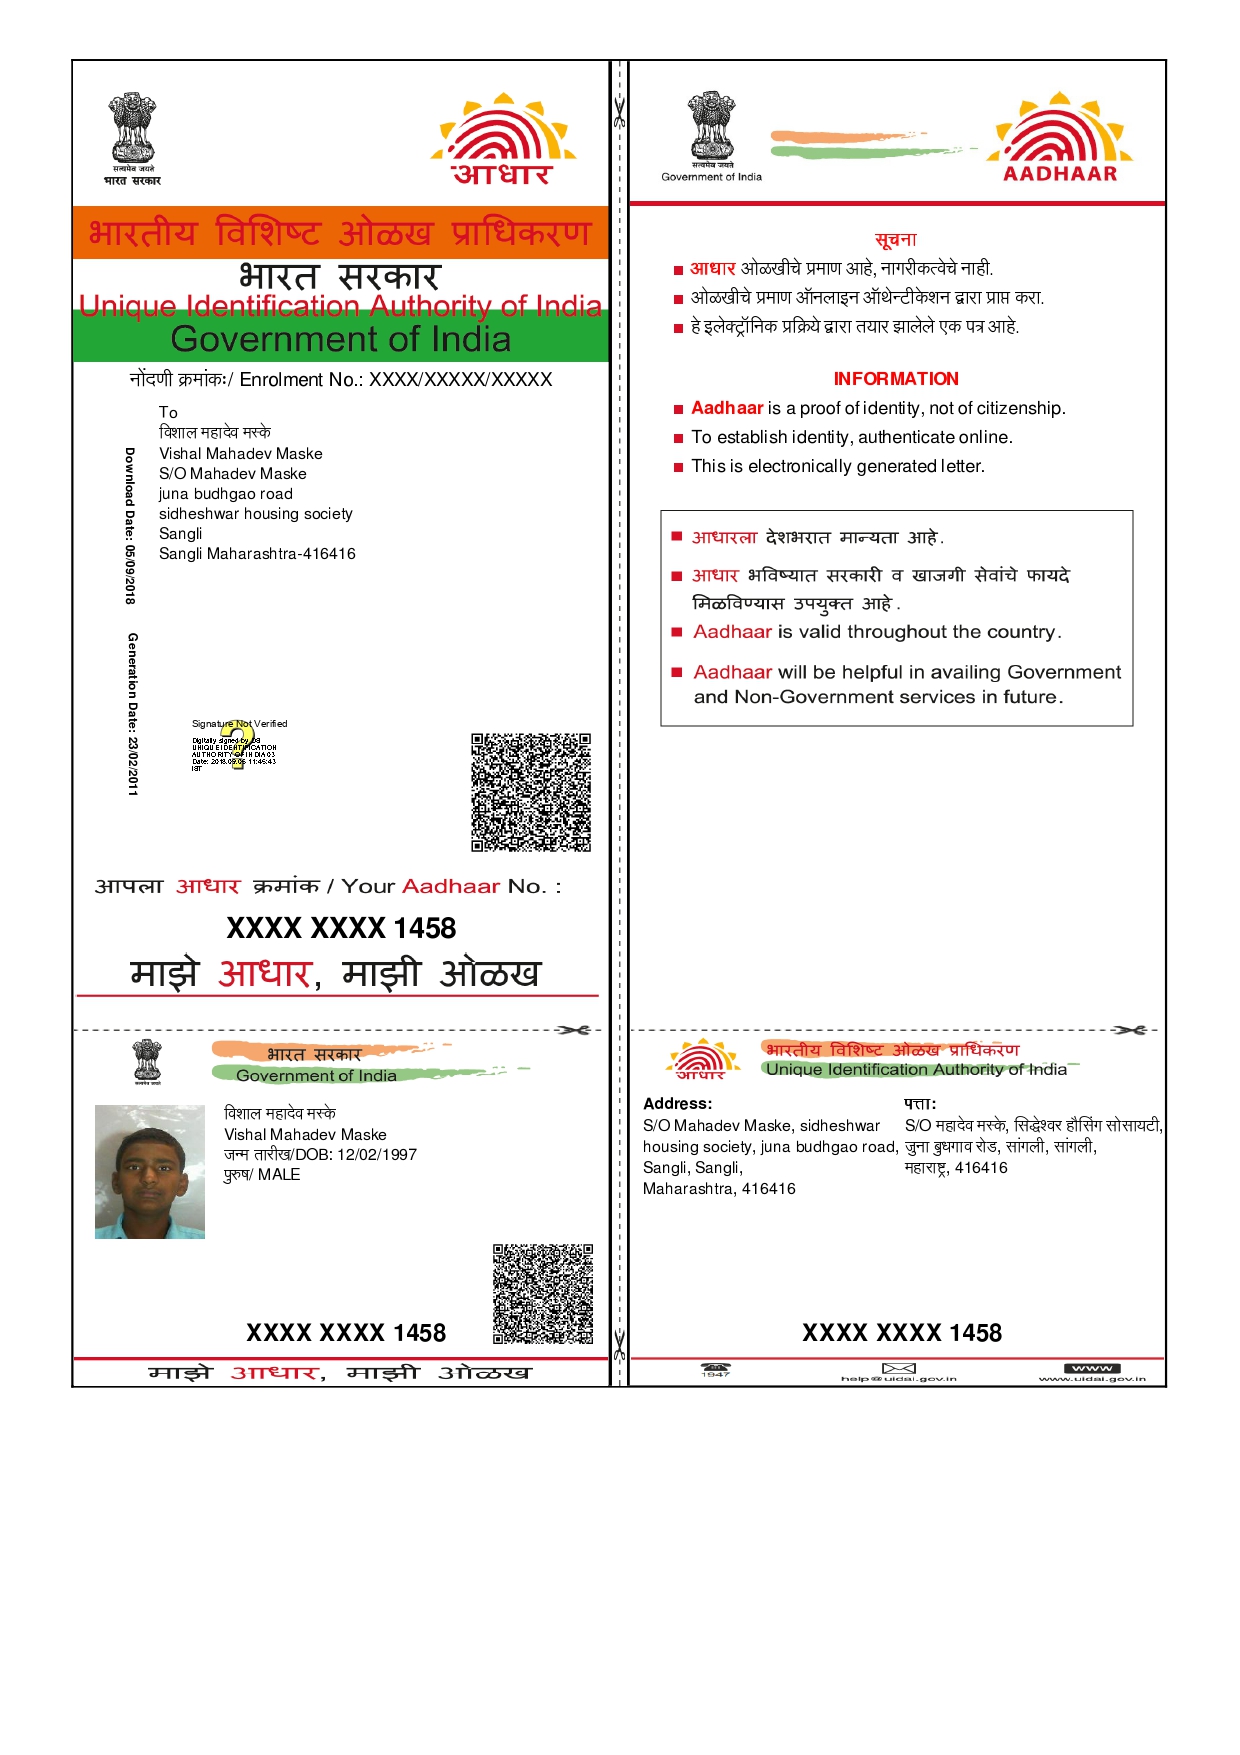 सत्यमेव जयते
भारत सरकार
आधार
भारतीय विशिष्ट ओळख प्राधिकरण
भारत सरकार
Unique Identification Authority of India
Government of India
नोंदणी क्रमांकः/ Enrolment No.: XXXX/XXXXX/XXXXX
To
विशाल महादेव मस्के
Vishal Mahadev Maske
S/O Mahadev Maske
juna budhgao road
sidheshwar housing society
Sangli
Sangli Maharashtra-416416
Download Date: 05/09/2018
Generation Date: 23/02/2011
Signature Not Verified
Digitally signed by DS
UNIQUE IDENTIFICATION
AUTHORITY OF INDIA 03
Date: 2018.09.05 11:45:43
IST
आपला आधार क्रमांक / Your Aadhaar No. :
XXXX XXXX 1458
माझे आधार, माझी ओळख
भारत सरकार
Government of India
विशाल महादेव मस्के
Vishal Mahadev Maske
जन्म तारीख/DOB: 12/02/1997
पुरुष/ MALE
XXXX XXXX 1458
माझे आधार, माझी ओळख
सत्यमेव जयते
Government of India
AADHAAR
सूचना
आधार ओळखीचे प्रमाण आहे, नागरीकत्वेचे नाही.
ओळखीचे प्रमाण ऑनलाइन ऑथेन्टीकेशन द्वारा प्राप्त करा.
हे इलेक्ट्रॉनिक प्रक्रिये द्वारा तयार झालेले एक पत्र आहे.
INFORMATION
Aadhaar is a proof of identity, not of citizenship.
To establish identity, authenticate online.
This is electronically generated letter.
आधारला देशभरात मान्यता आहे.
आधार भविष्यात सरकारी व खाजगी सेवांचे फायदे
मिळविण्यास उपयुक्त आहे.
Aadhaar is valid throughout the country.
Aadhaar will be helpful in availing Government
and Non-Government services in future.
आधार
भारतीय विशिष्ट ओळख प्राधिकरण
Unique Identification Authority of India
Address:
S/O Mahadev Maske, sidheshwar
housing society, juna budhgao road,
Sangli, Sangli,
Maharashtra, 416416
पत्ता:
S/O महादेव मस्के, सिद्धेश्वर हौसिंग सोसायटी,
जुना बुधगाव रोड, सांगली, सांगली,
महाराष्ट्र, 416416
XXXX XXXX 1458
1947
help@uidai.gov.in
www
www.uidai.gov.in